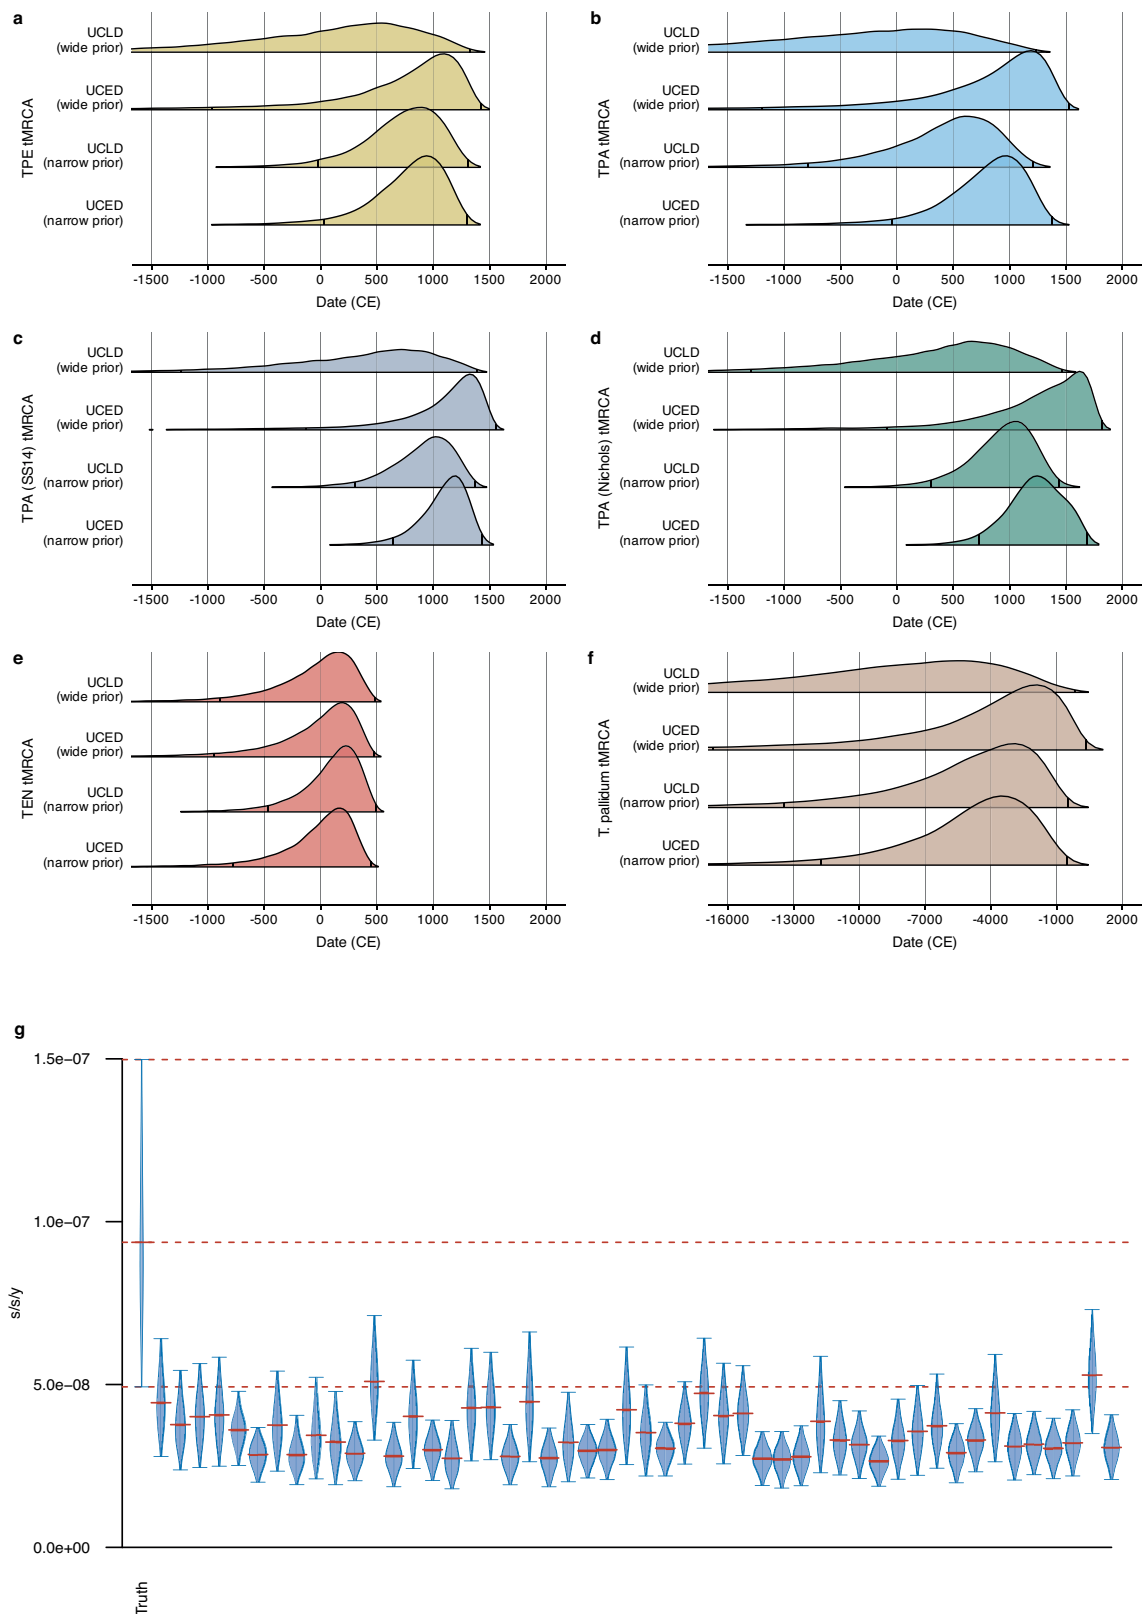 a
UCLD
(wide prior)
UCED
(wide prior)
UCLD
(narrow prior)
UCED
(narrow prior)
TPE tMRCA
-1500 -1000 -500 0 500 1000 1500 2000
Date (CE)
b
UCLD
(wide prior)
UCED
(wide prior)
UCLD
(narrow prior)
UCED
(narrow prior)
TPA tMRCA
-1500 -1000 -500 0 500 1000 1500 2000
Date (CE)
c
UCLD
(wide prior)
UCED
(wide prior)
UCLD
(narrow prior)
UCED
(narrow prior)
TPA (SS14) tMRCA
-1500 -1000 -500 0 500 1000 1500 2000
Date (CE)
d
UCLD
(wide prior)
UCED
(wide prior)
UCLD
(narrow prior)
UCED
(narrow prior)
TPA (Nichols) tMRCA
-1500 -1000 -500 0 500 1000 1500 2000
Date (CE)
e
UCLD
(wide prior)
UCED
(wide prior)
UCLD
(narrow prior)
UCED
(narrow prior)
TEN tMRCA
-1500 -1000 -500 0 500 1000 1500 2000
Date (CE)
f
UCLD
(wide prior)
UCED
(wide prior)
UCLD
(narrow prior)
UCED
(narrow prior)
T. pallidum tMRCA
-16000 -13000 -10000 -7000 -4000 -1000 2000
Date (CE)
g
1.5e−07
1.0e−07
5.0e−08
0.0e+00
s/s/y
Truth